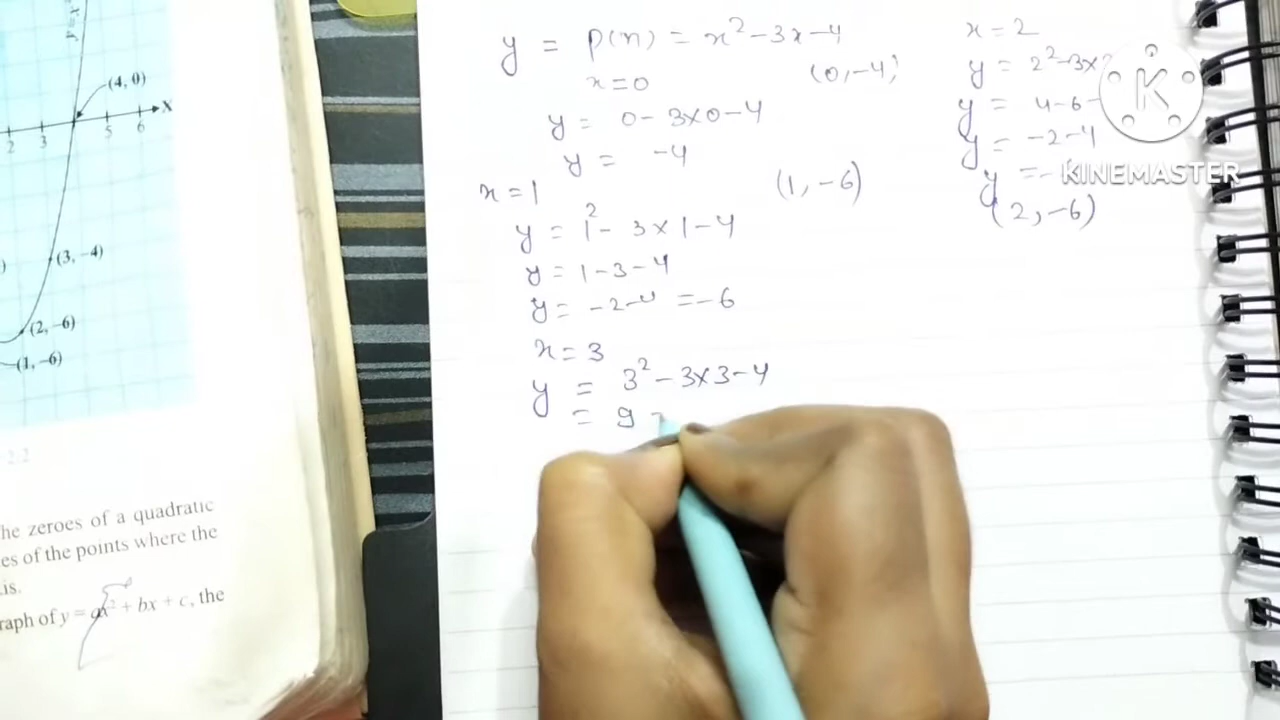 (4, 0)
X
2 3 5 6
(3, -4)
(2, -6)
(1, -6)
2.2
he zeroes of a quadratic
es of the points where the
is.
raph of y = ax² + bx + c, the
y = p(x) = x² - 3x - 4
x = 0 (0, -4)
y = 0 - 3×0 - 4
y = -4
x = 1 (1, -6)
y = 1² - 3×1 - 4
y = 1 - 3 - 4
y = -2 - 4 = -6
x = 3
y = 3² - 3×3 - 4
= 9 -
x = 2
y = 2² - 3×
y = 4 - 6 -
y = -2 - 4
y = -
(2, -6)
K
KINEMASTER